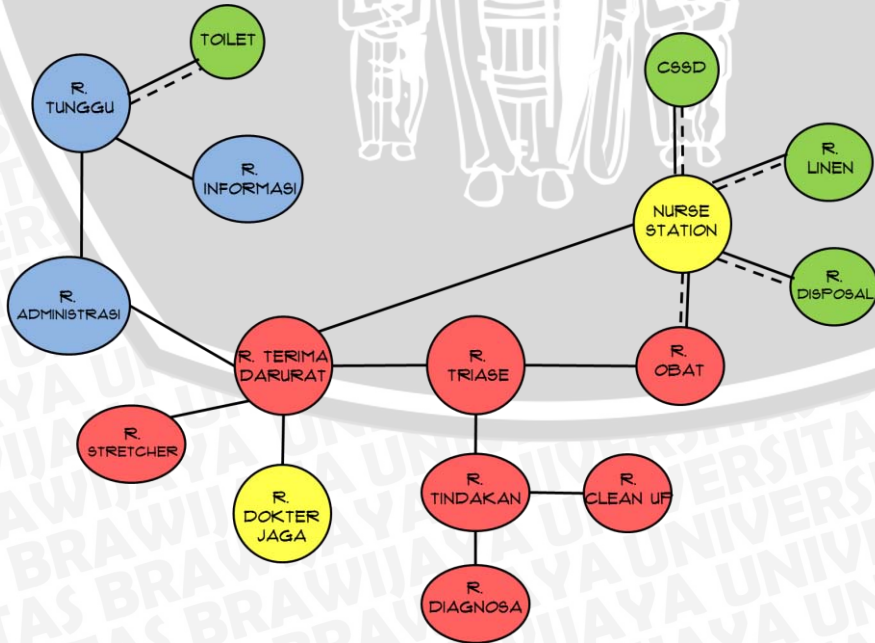 TOILET
R.
TUNGGU
CSSD
R.
INFORMASI
R.
LINEN
NURSE
STATION
R.
DISPOSAL
R.
ADMINISTRASI
R. TERIMA
DARURAT
R.
TRIASE
R.
OBAT
R.
STRETCHER
R.
DOKTER
JAGA
R.
TINDAKAN
R.
CLEAN UP
R.
DIAGNOSA